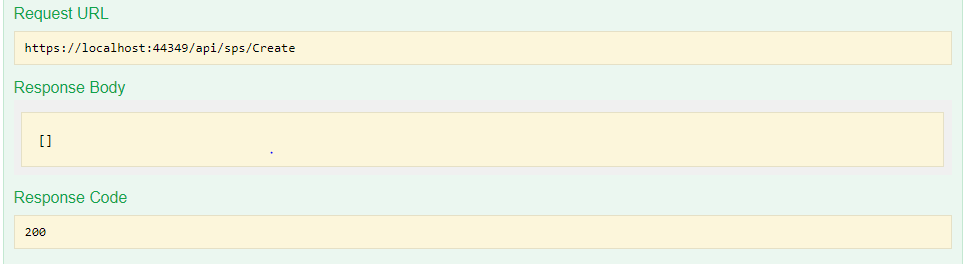 Request URL
https://localhost:44349/api/sps/Create
Response Body
[]
Response Code
200